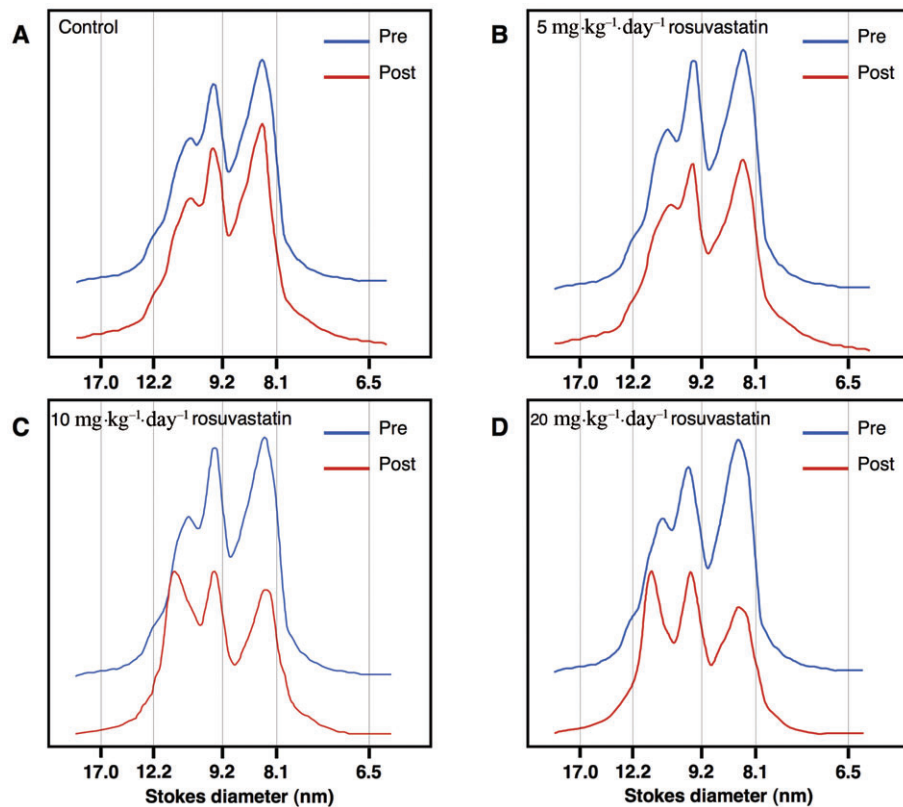 A
Control
Pre
Post
17.0 12.2 9.2 8.1 6.5
B
5 mg·kg⁻¹·day⁻¹ rosuvastatin
Pre
Post
17.0 12.2 9.2 8.1 6.5
C
10 mg·kg⁻¹·day⁻¹ rosuvastatin
Pre
Post
17.0 12.2 9.2 8.1 6.5
Stokes diameter (nm)
D
20 mg·kg⁻¹·day⁻¹ rosuvastatin
Pre
Post
17.0 12.2 9.2 8.1 6.5
Stokes diameter (nm)